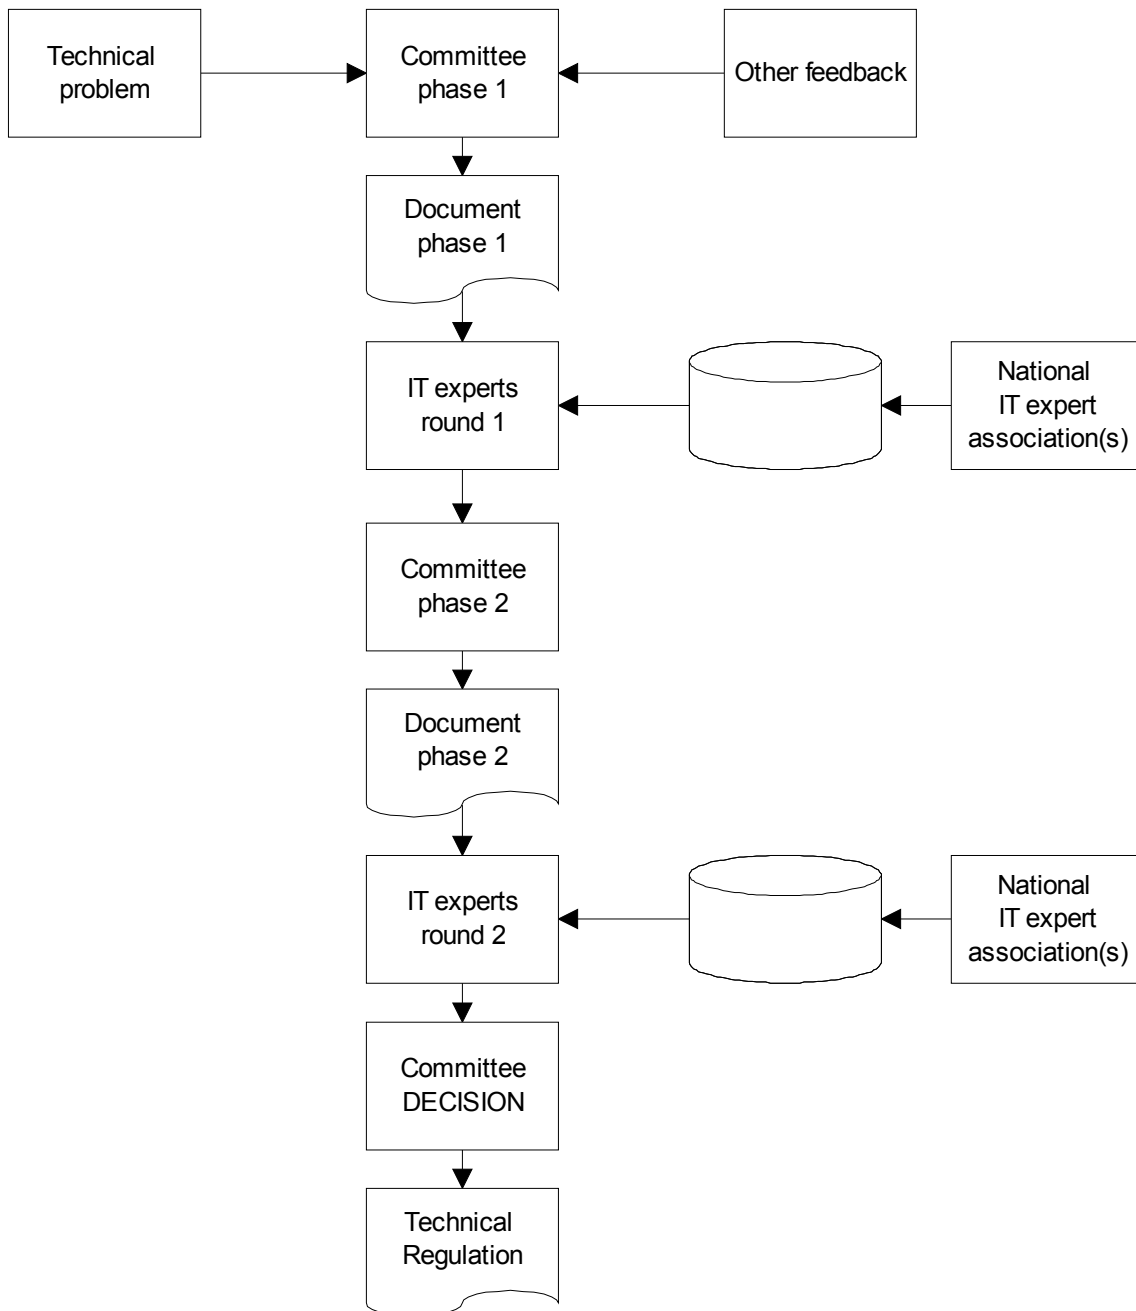 Technical
problem
Committee
phase 1
Other feedback
Document
phase 1
IT experts
round 1
National
IT expert
association(s)
Committee
phase 2
Document
phase 2
IT experts
round 2
National
IT expert
association(s)
Committee
DECISION
Technical
Regulation